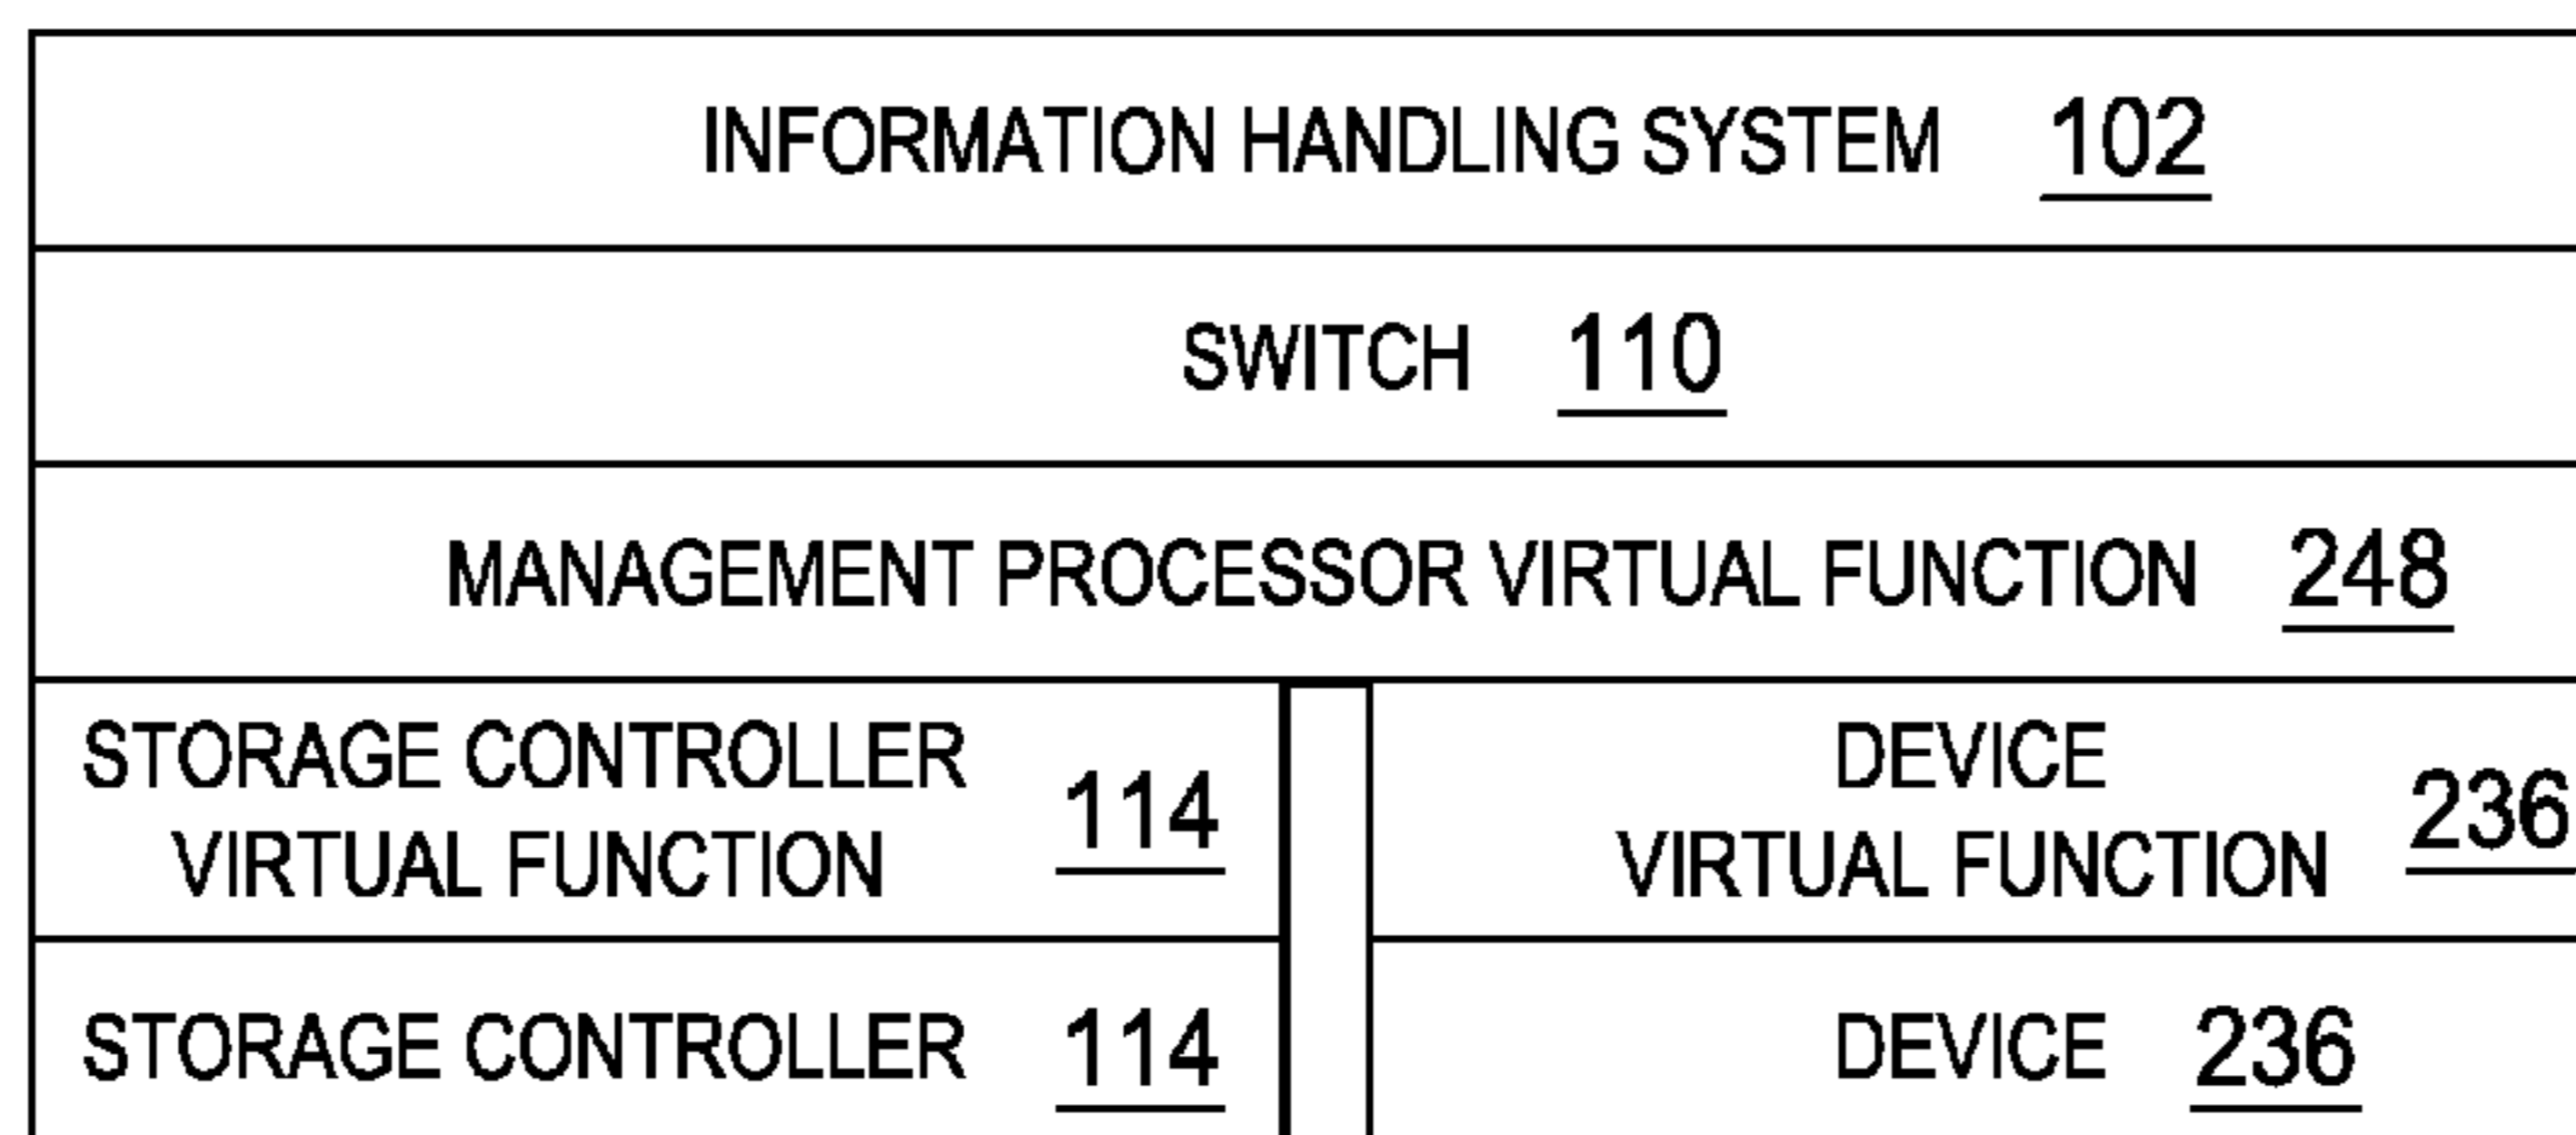 INFORMATION HANDLING SYSTEM 102
SWITCH 110
MANAGEMENT PROCESSOR VIRTUAL FUNCTION 248
STORAGE CONTROLLER
VIRTUAL FUNCTION 114
DEVICE
VIRTUAL FUNCTION 236
STORAGE CONTROLLER 114
DEVICE 236